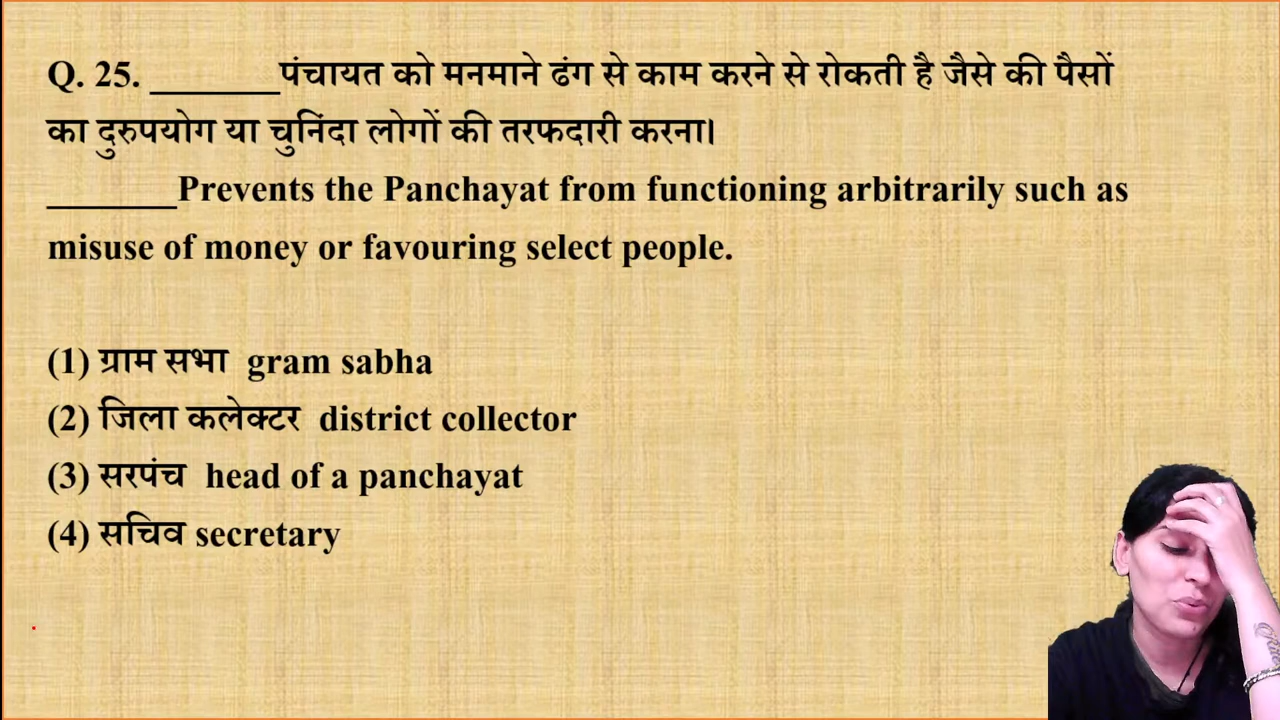 Q. 25. _______पंचायत को मनमाने ढंग से काम करने से रोकती है जैसे की पैसों
का दुरुपयोग या चुनिंदा लोगों की तरफदारी करना।
_______Prevents the Panchayat from functioning arbitrarily such as
misuse of money or favouring select people.
(1) ग्राम सभा gram sabha
(2) जिला कलेक्टर district collector
(3) सरपंच head of a panchayat
(4) सचिव secretary